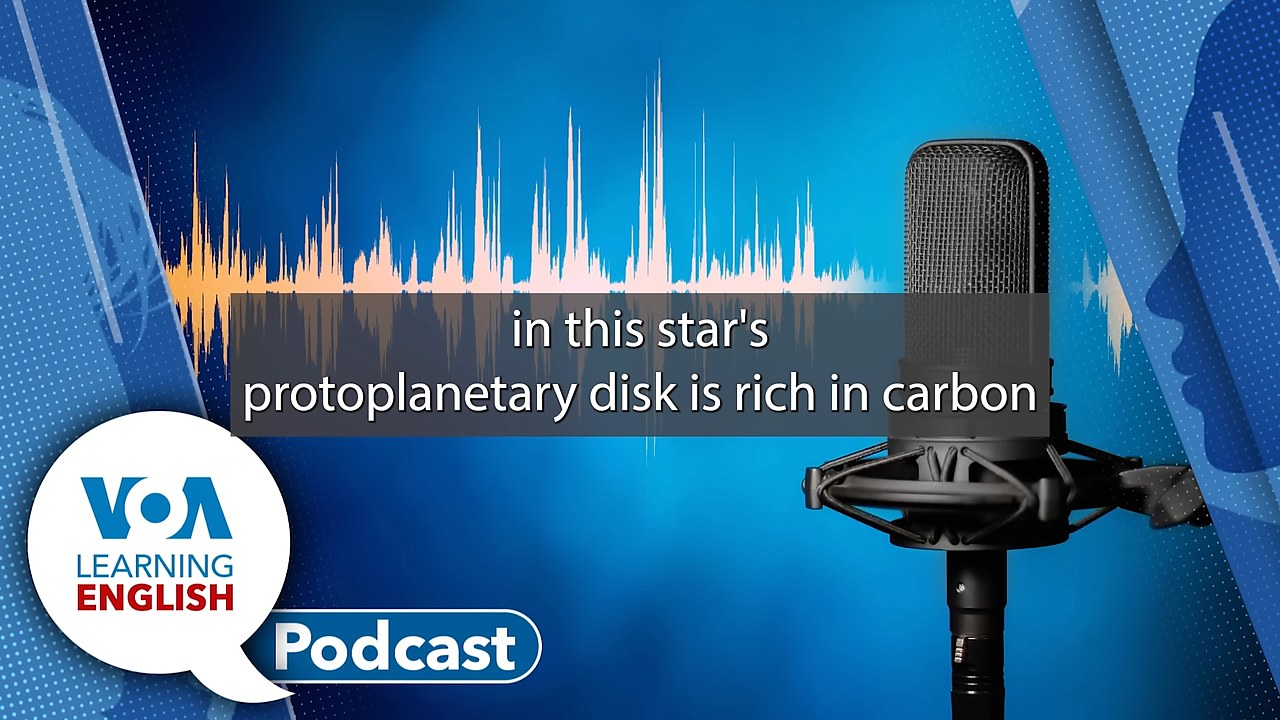 in this star's
protoplanetary disk is rich in carbon
VOA
LEARNING
ENGLISH
Podcast